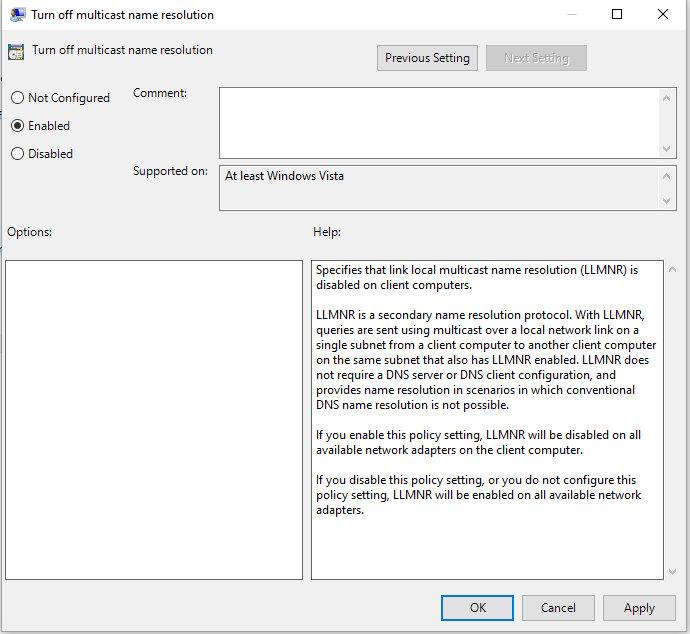 Turn off multicast name resolution
Turn off multicast name resolution
Previous Setting
Next Setting
Not Configured
Comment:
Enabled
Disabled
Supported on:
At least Windows Vista
Options:
Help:
Specifies that link local multicast name resolution (LLMNR) is
disabled on client computers.
LLMNR is a secondary name resolution protocol. With LLMNR,
queries are sent using multicast over a local network link on a
single subnet from a client computer to another client computer
on the same subnet that also has LLMNR enabled. LLMNR does
not require a DNS server or DNS client configuration, and
provides name resolution in scenarios in which conventional
DNS name resolution is not possible.
If you enable this policy setting, LLMNR will be disabled on all
available network adapters on the client computer.
If you disable this policy setting, or you do not configure this
policy setting, LLMNR will be enabled on all available network
adapters.
OK
Cancel
Apply